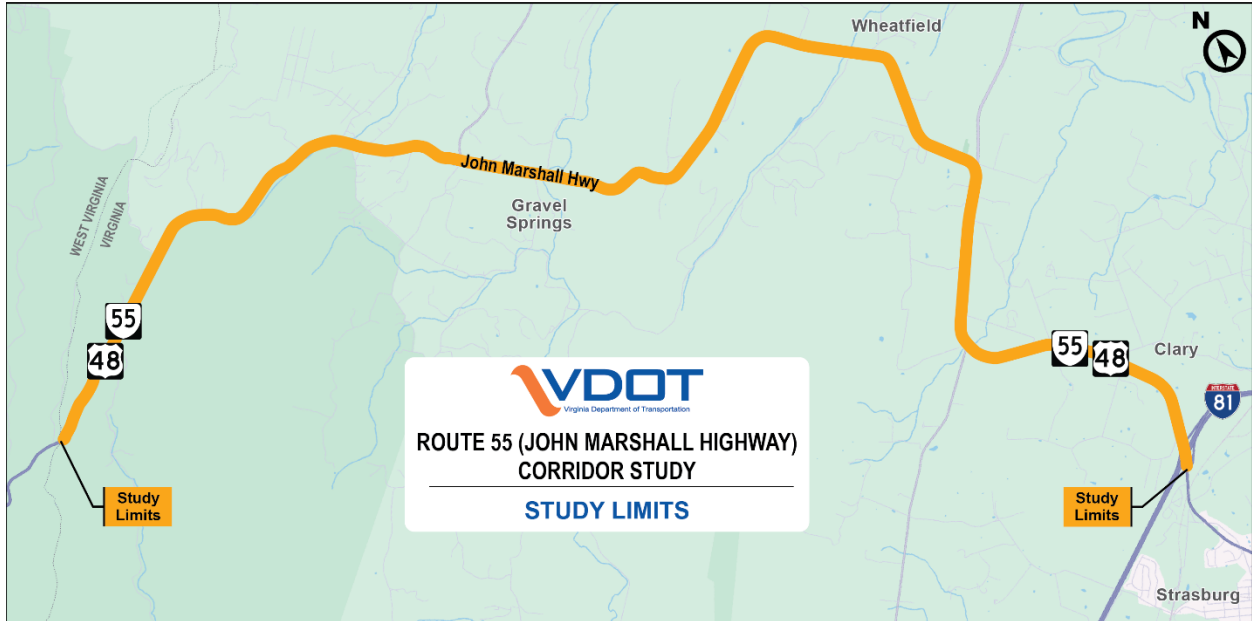 Wheatfield
N
John Marshall Hwy
Gravel
Springs
WEST VIRGINIA
VIRGINIA
55
48
55
48
Clary
INTERSTATE
81
VDOT
Virginia Department of Transportation
ROUTE 55 (JOHN MARSHALL HIGHWAY)
CORRIDOR STUDY
STUDY LIMITS
Study
Limits
Study
Limits
Strasburg